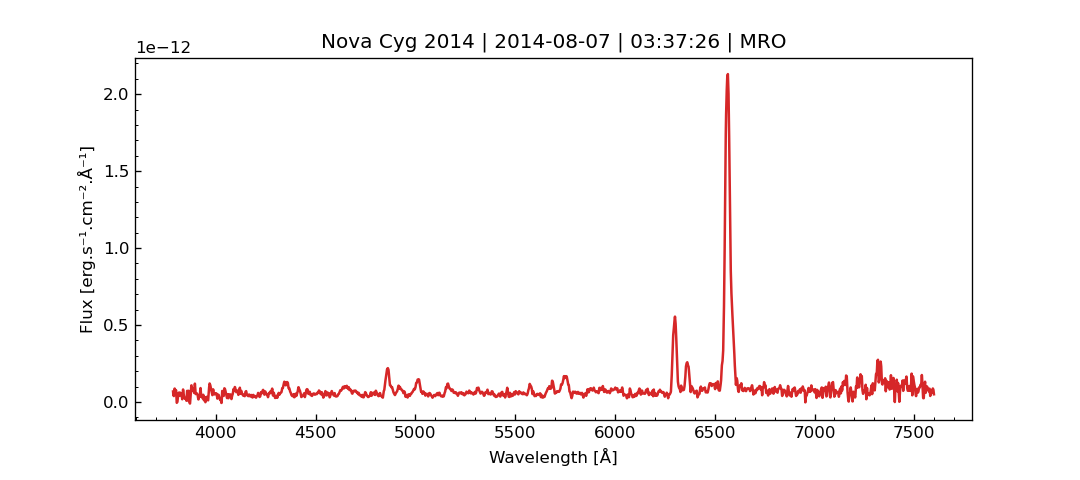 Nova Cyg 2014 | 2014-08-07 | 03:37:26 | MRO
1e−12
2.0
1.5
1.0
0.5
0.0
Flux [erg.s⁻¹.cm⁻².Å⁻¹]
4000 4500 5000 5500 6000 6500 7000 7500
Wavelength [Å]